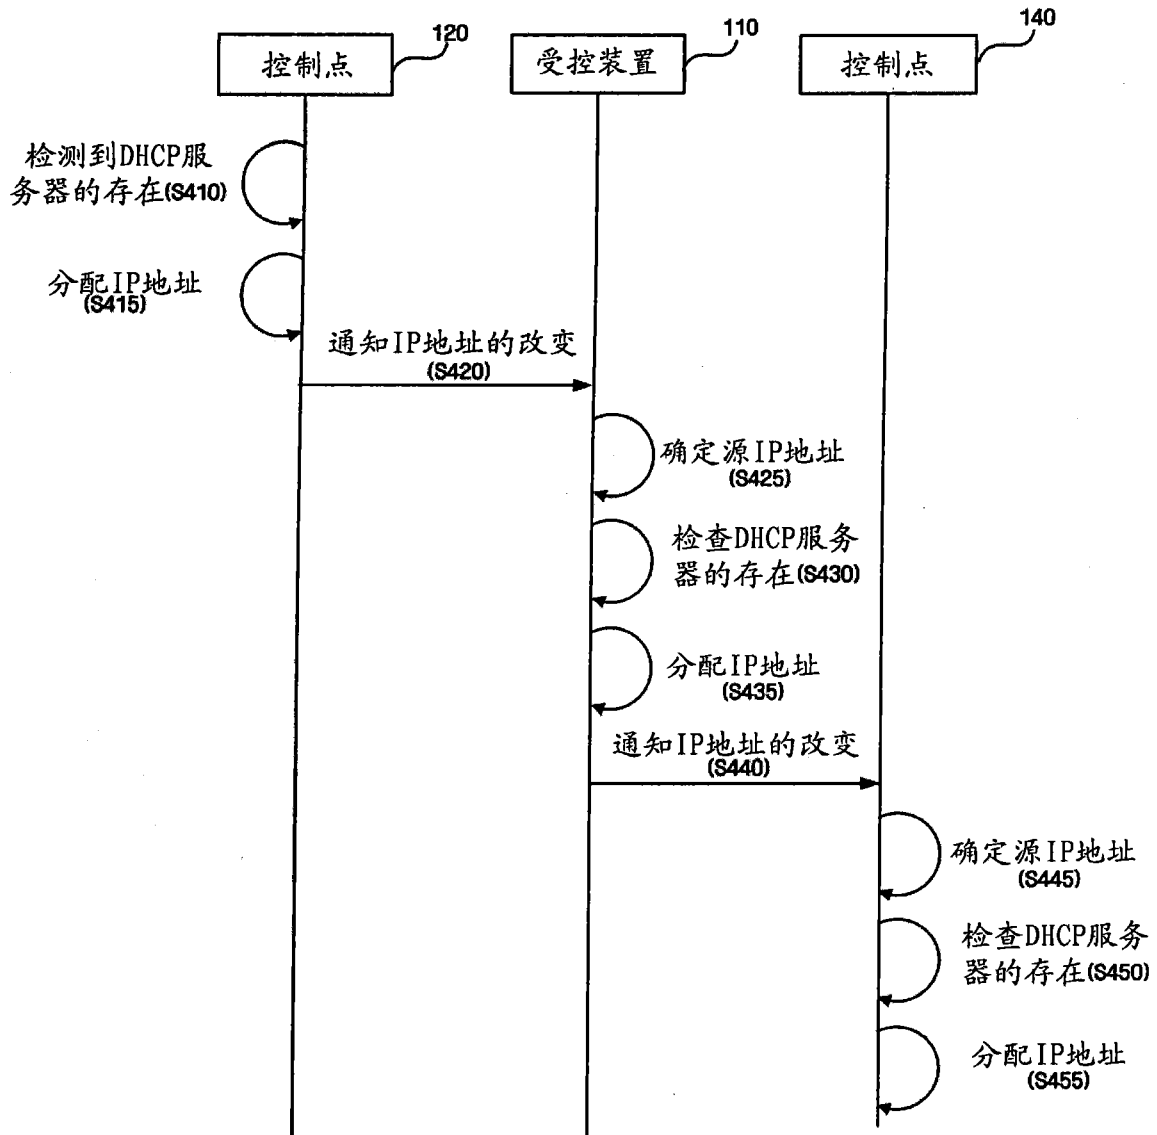 控制点
120
受控装置
110
控制点
140
检测到DHCP服
务器的存在(S410)
分配IP地址
(S415)
通知IP地址的改变
(S420)
确定源IP地址
(S425)
检查DHCP服务
器的存在(S430)
分配IP地址
(S435)
通知IP地址的改变
(S440)
确定源IP地址
(S445)
检查DHCP服务
器的存在(S450)
分配IP地址
(S455)